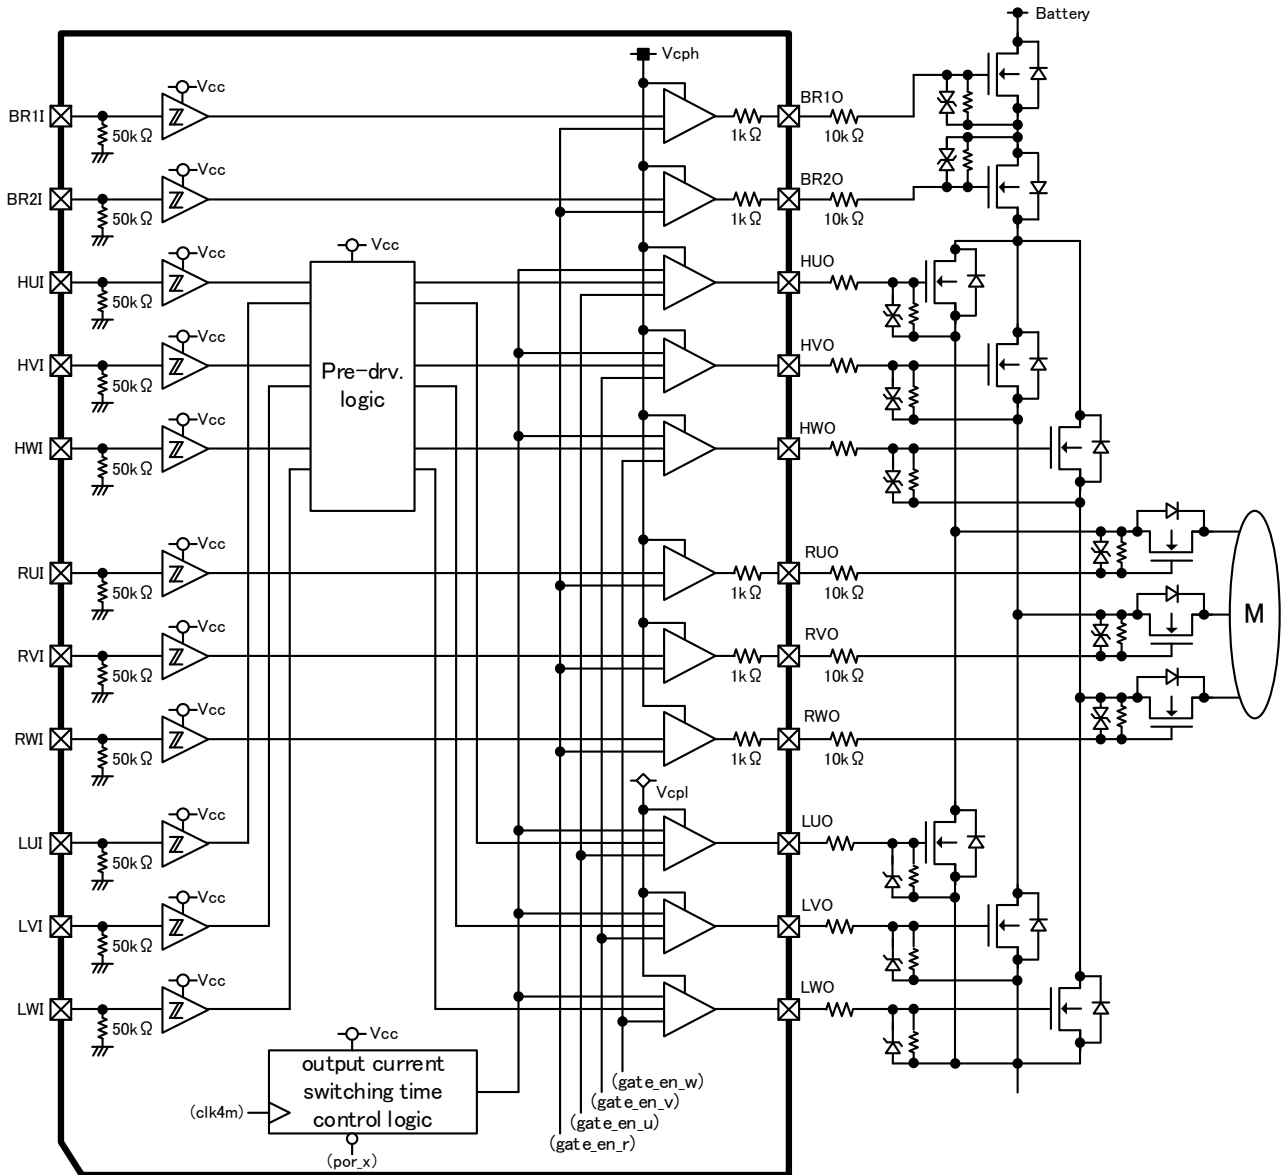 Battery
Vcph
Vcc
BR1I
50kΩ
1kΩ
BR1O
10kΩ
Vcc
BR2I
50kΩ
1kΩ
BR2O
10kΩ
Vcc
Vcc
HUI
50kΩ
HUO
Vcc
HVI
50kΩ
Pre-drv.
logic
HVO
Vcc
HWI
50kΩ
HWO
Vcc
RUI
50kΩ
1kΩ
RUO
10kΩ
Vcc
RVI
50kΩ
1kΩ
RVO
10kΩ
M
Vcc
RWI
50kΩ
1kΩ
RWO
10kΩ
Vcpl
Vcc
LUI
50kΩ
LUO
Vcc
LVI
50kΩ
LVO
Vcc
LWI
50kΩ
LWO
Vcc
output current
switching time
control logic
(clk4m)
(por_x)
(gate_en_w)
(gate_en_v)
(gate_en_u)
(gate_en_r)